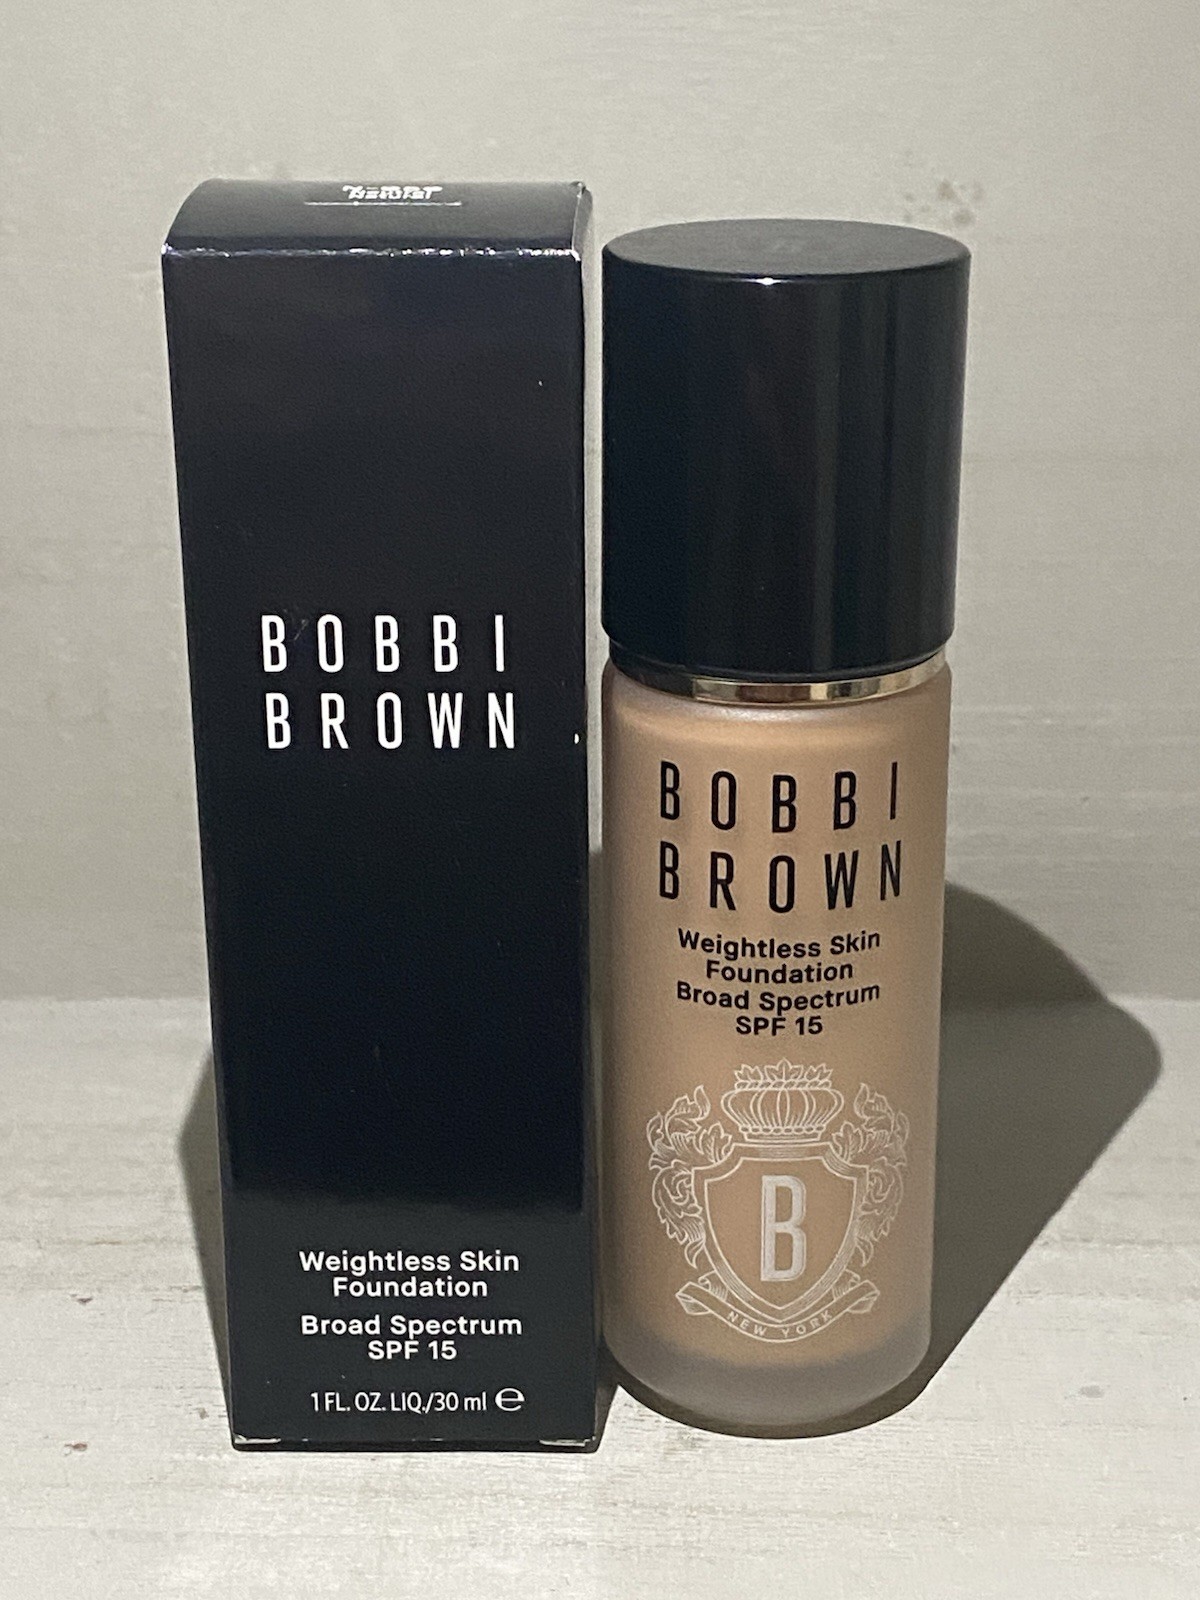 Natural
BOBBI
BROWN
Weightless Skin
Foundation
Broad Spectrum
SPF 15
1 FL. OZ. LIQ./30 ml ℮
BOBBI
BROWN
Weightless Skin
Foundation
Broad Spectrum
SPF 15
B
NEW YORK